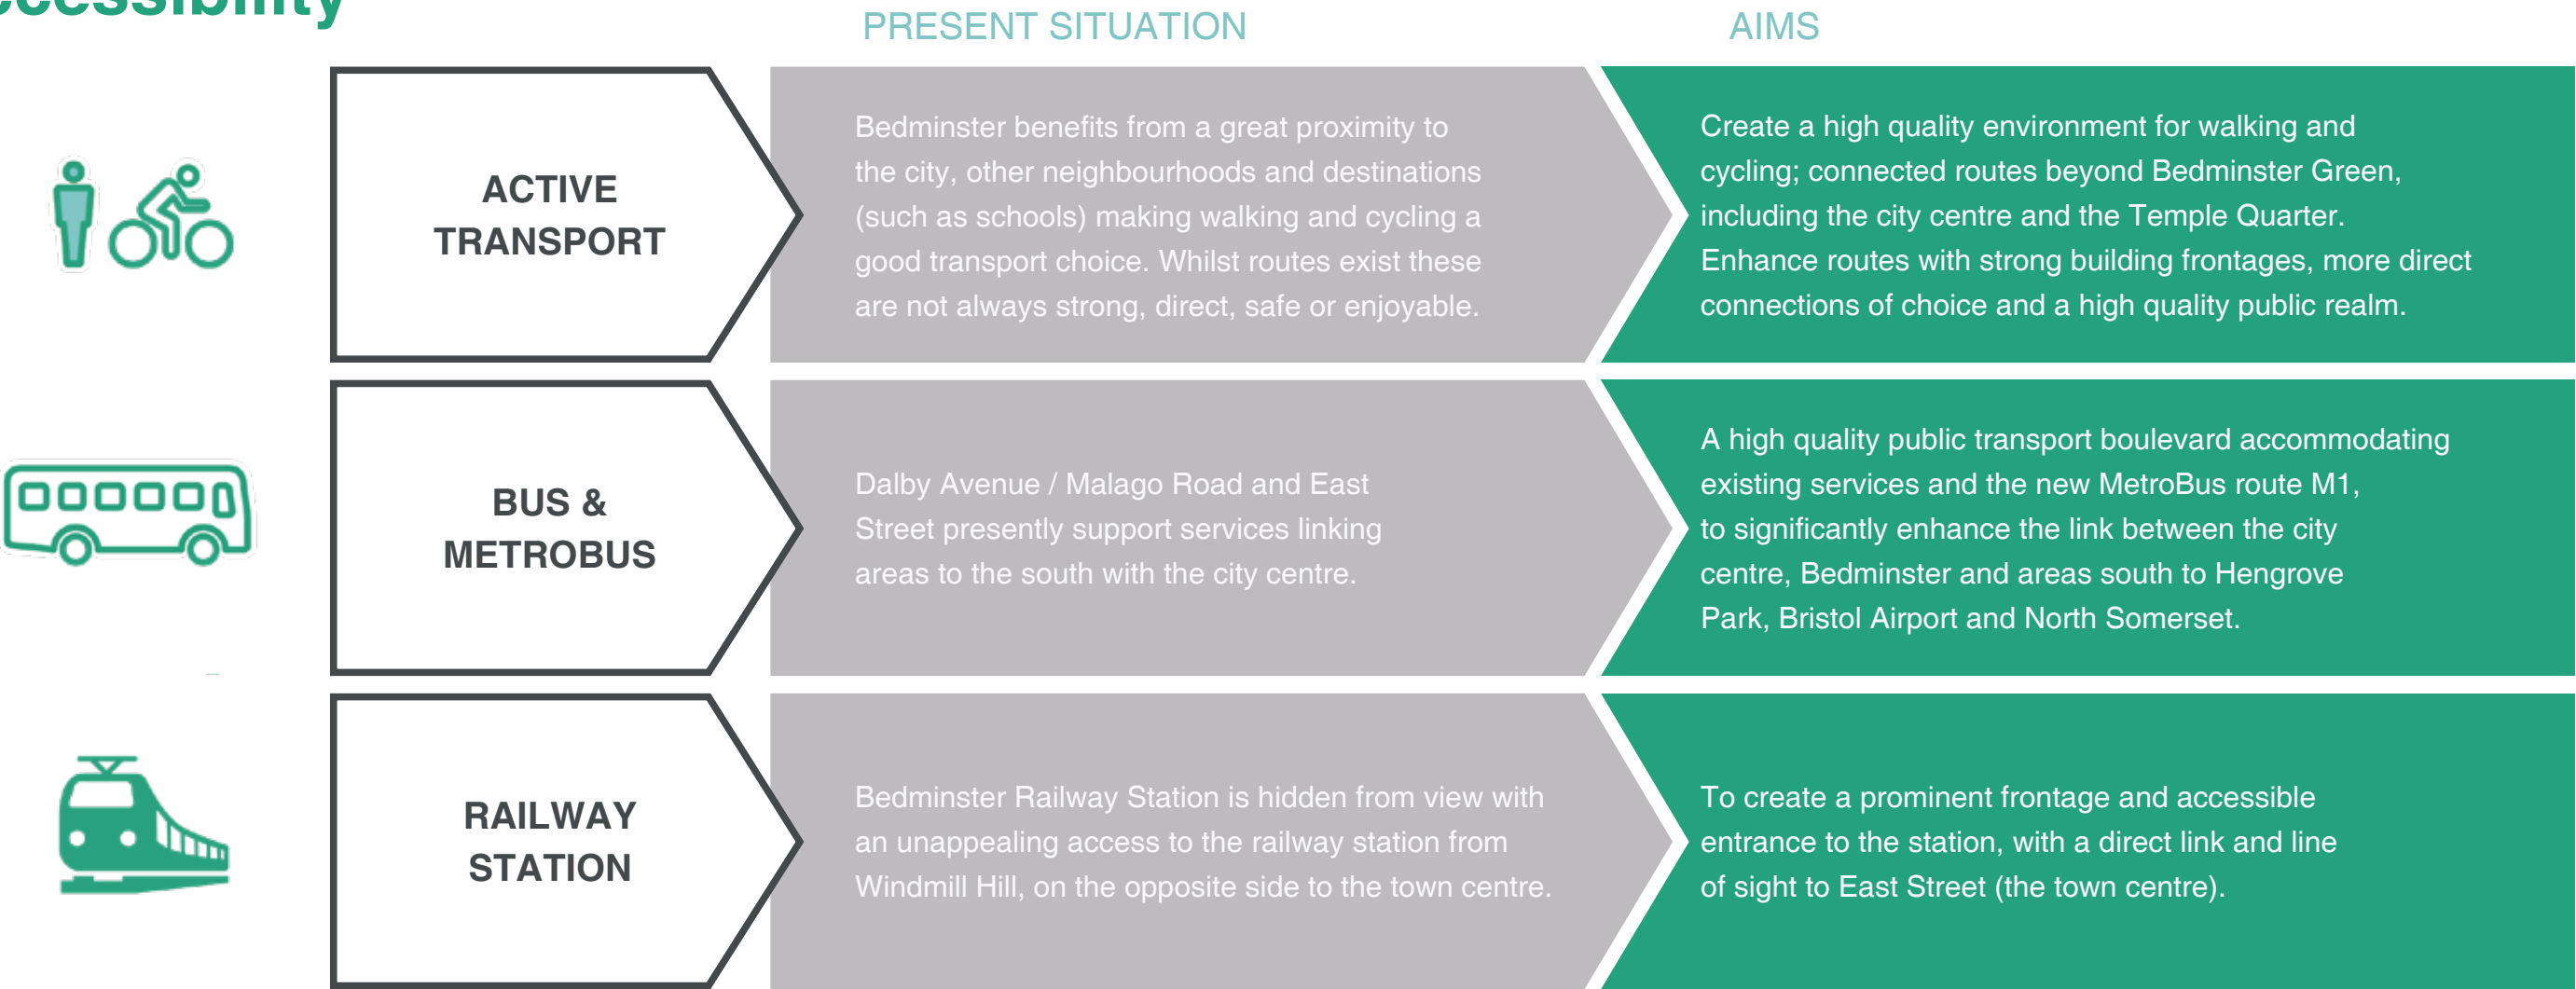 ccessibility
PRESENT SITUATION
AIMS
ACTIVE
TRANSPORT
Bedminster benefits from a great proximity to
the city, other neighbourhoods and destinations
(such as schools) making walking and cycling a
good transport choice. Whilst routes exist these
are not always strong, direct, safe or enjoyable.
Create a high quality environment for walking and
cycling; connected routes beyond Bedminster Green,
including the city centre and the Temple Quarter.
Enhance routes with strong building frontages, more direct
connections of choice and a high quality public realm.
BUS &
METROBUS
Dalby Avenue / Malago Road and East
Street presently support services linking
areas to the south with the city centre.
A high quality public transport boulevard accommodating
existing services and the new MetroBus route M1,
to significantly enhance the link between the city
centre, Bedminster and areas south to Hengrove
Park, Bristol Airport and North Somerset.
RAILWAY
STATION
Bedminster Railway Station is hidden from view with
an unappealing access to the railway station from
Windmill Hill, on the opposite side to the town centre.
To create a prominent frontage and accessible
entrance to the station, with a direct link and line
of sight to East Street (the town centre).